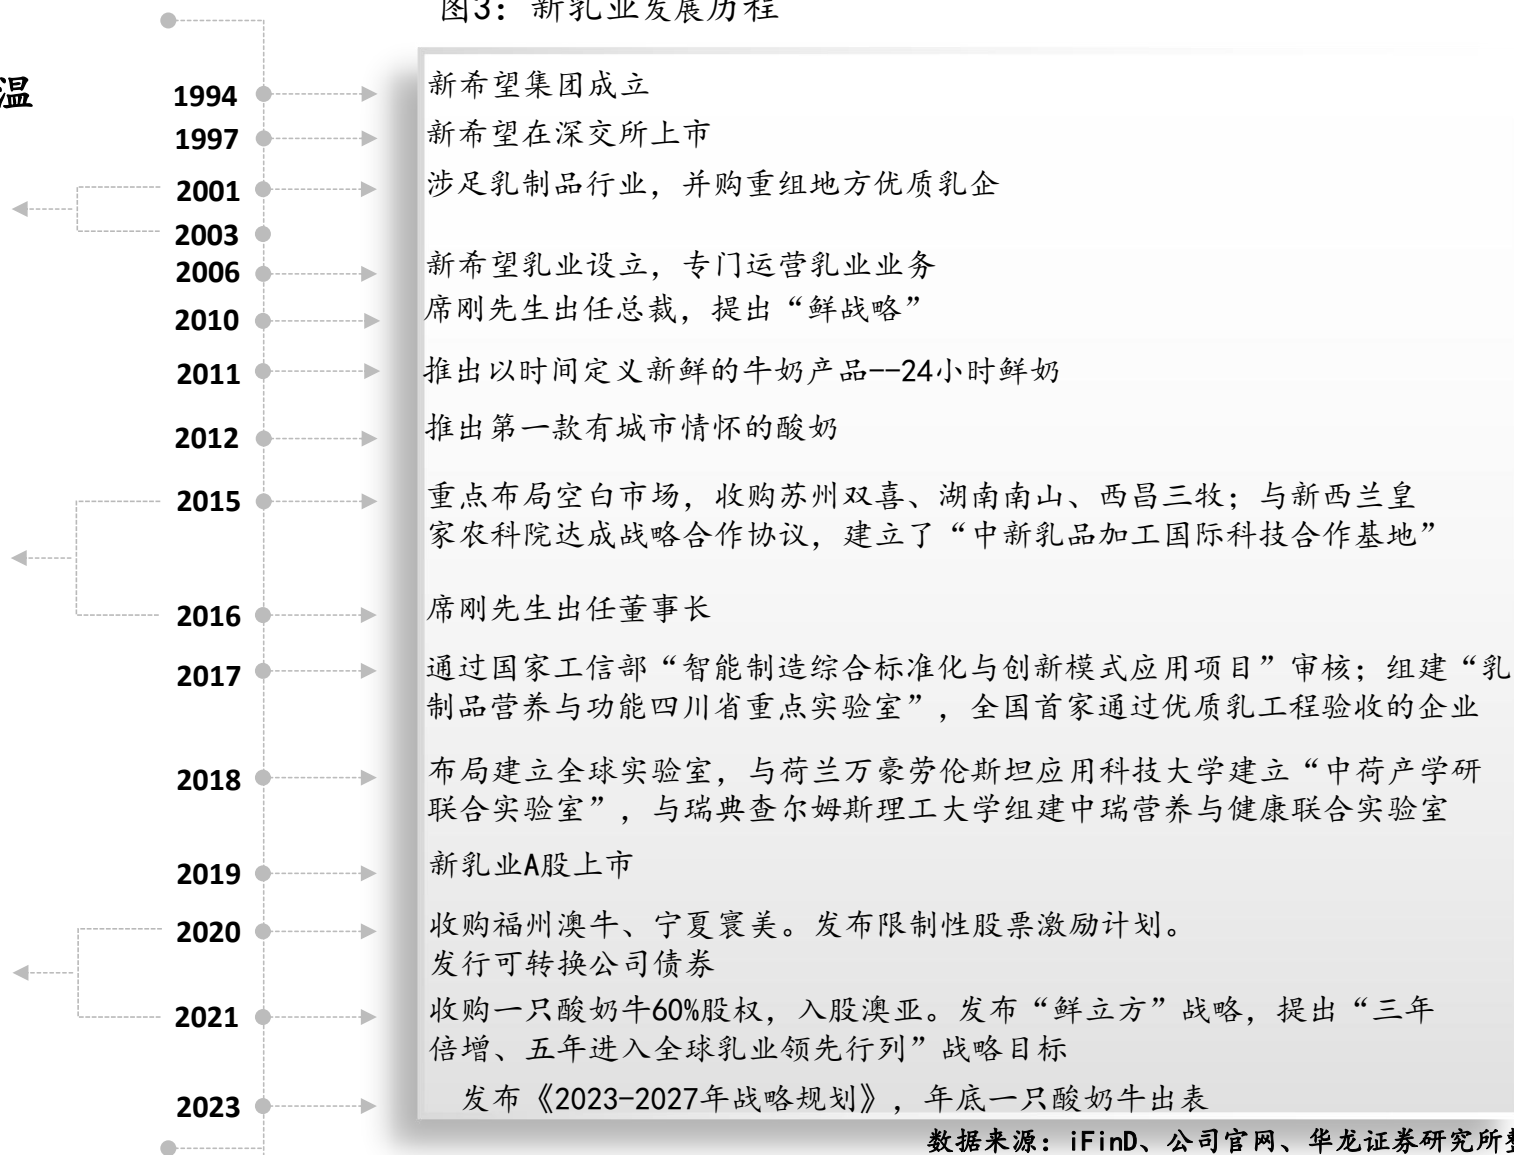 图3：新乳业发展历程
温
1994 新希望集团成立
1997 新希望在深交所上市
2001 涉足乳制品行业，并购重组地方优质乳企
2003
2006 新希望乳业设立，专门运营乳业业务
2010 席刚先生出任总裁，提出“鲜战略”
2011 推出以时间定义新鲜的牛奶产品--24小时鲜奶
2012 推出第一款有城市情怀的酸奶
2015 重点布局空白市场，收购苏州双喜、湖南南山、西昌三牧；与新西兰皇
家农科院达成战略合作协议，建立了“中新乳品加工国际科技合作基地”
2016 席刚先生出任董事长
2017 通过国家工信部“智能制造综合标准化与创新模式应用项目”审核；组建“乳
制品营养与功能四川省重点实验室”，全国首家通过优质乳工程验收的企业
2018 布局建立全球实验室，与荷兰万豪劳伦斯坦应用科技大学建立“中荷产学研
联合实验室”，与瑞典查尔姆斯理工大学组建中瑞营养与健康联合实验室
2019 新乳业A股上市
2020 收购福州澳牛、宁夏寰美。发布限制性股票激励计划。
发行可转换公司债券
2021 收购一只酸奶牛60%股权，入股澳亚。发布“鲜立方”战略，提出“三年
倍增、五年进入全球乳业领先行列”战略目标
2023 发布《2023-2027年战略规划》，年底一只酸奶牛出表
数据来源：iFinD、公司官网、华龙证券研究所整